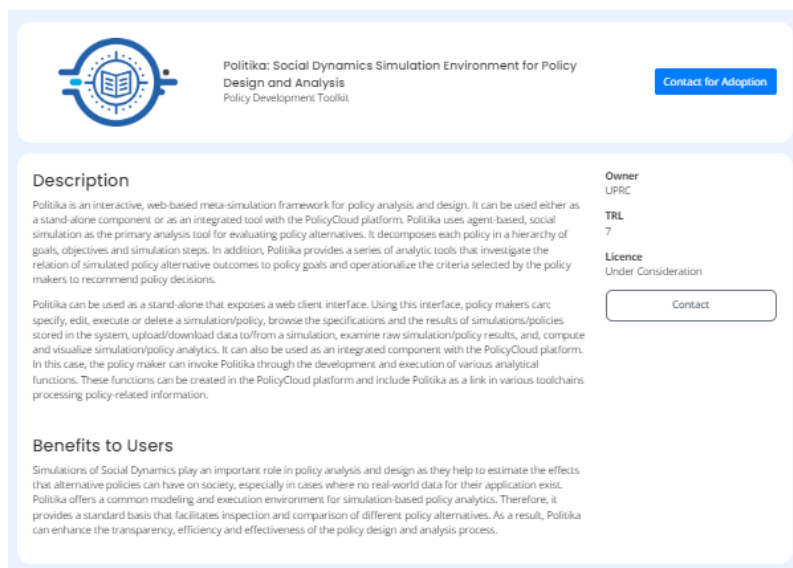 Politika: Social Dynamics Simulation Environment for Policy
Design and Analysis
Policy Development Toolkit
Contact for Adoption
Description
Politika is an interactive, web-based meta-simulation framework for policy analysis and design. It can be used either as
a stand-alone component or as an integrated tool with the PolicyCloud platform. Politika uses agent-based, social
simulation as the primary analysis tool for evaluating policy alternatives. It decomposes each policy in a hierarchy of
goals, objectives and simulation steps. In addition, Politika provides a series of analytic tools that investigate the
relation of simulated policy alternative outcomes to policy goals and operationalize the criteria selected by the policy
makers to recommend policy decisions.
Politika can be used as a stand-alone that exposes a web client interface. Using this interface, policy makers can:
specify, edit, execute or delete a simulation/policy, browse the specifications and the results of simulations/policies
stored in the system, upload/download data to/from a simulation, examine raw simulation/policy results, and, compute
and visualize simulation/policy analytics. It can also be used as an integrated component with the PolicyCloud platform.
In this case, the policy maker can invoke Politika through the development and execution of various analytical
functions. These functions can be created in the PolicyCloud platform and include Politika as a link in various toolchains
processing policy-related information.
Benefits to Users
Simulations of Social Dynamics play an important role in policy analysis and design as they help to estimate the effects
that alternative policies can have on society, especially in cases where no real-world data for their application exist.
Politika offers a common modeling and execution environment for simulation-based policy analytics. Therefore, it
provides a standard basis that facilitates inspection and comparison of different policy alternatives. As a result, Politika
can enhance the transparency, efficiency and effectiveness of the policy design and analysis process.
Owner
UPRC
TRL
7
Licence
Under Consideration
Contact